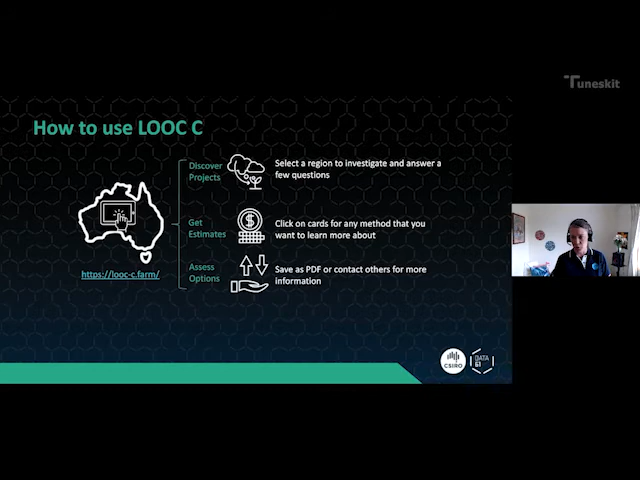 Tuneskit
How to use LOOC C
Discover
Projects
Select a region to investigate and answer a
few questions
Get
Estimates
Click on cards for any method that you
want to learn more about
https://looc-c.farm/
Assess
Options
Save as PDF or contact others for more
information
CSIRO
DATA
61